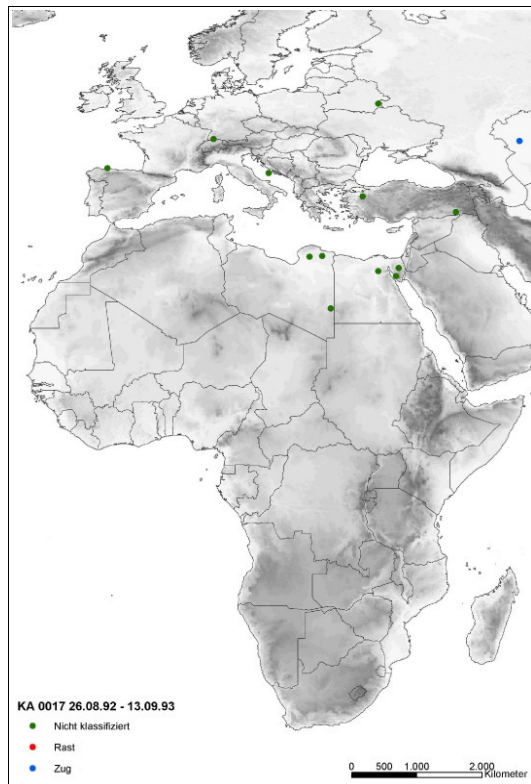 KA 0017 26.08.92 - 13.09.93
Nicht klassifiziert
Rast
Zug
0 500 1.000 2.000
Kilometer